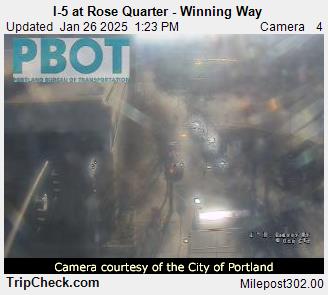 I-5 at Rose Quarter - Winning Way
Updated Jan 26 2025 1:23 PM Camera 4
PBOT
PORTLAND BUREAU OF TRANSPORTATION
Camera courtesy of the City of Portland
TripCheck.com Milepost302.00